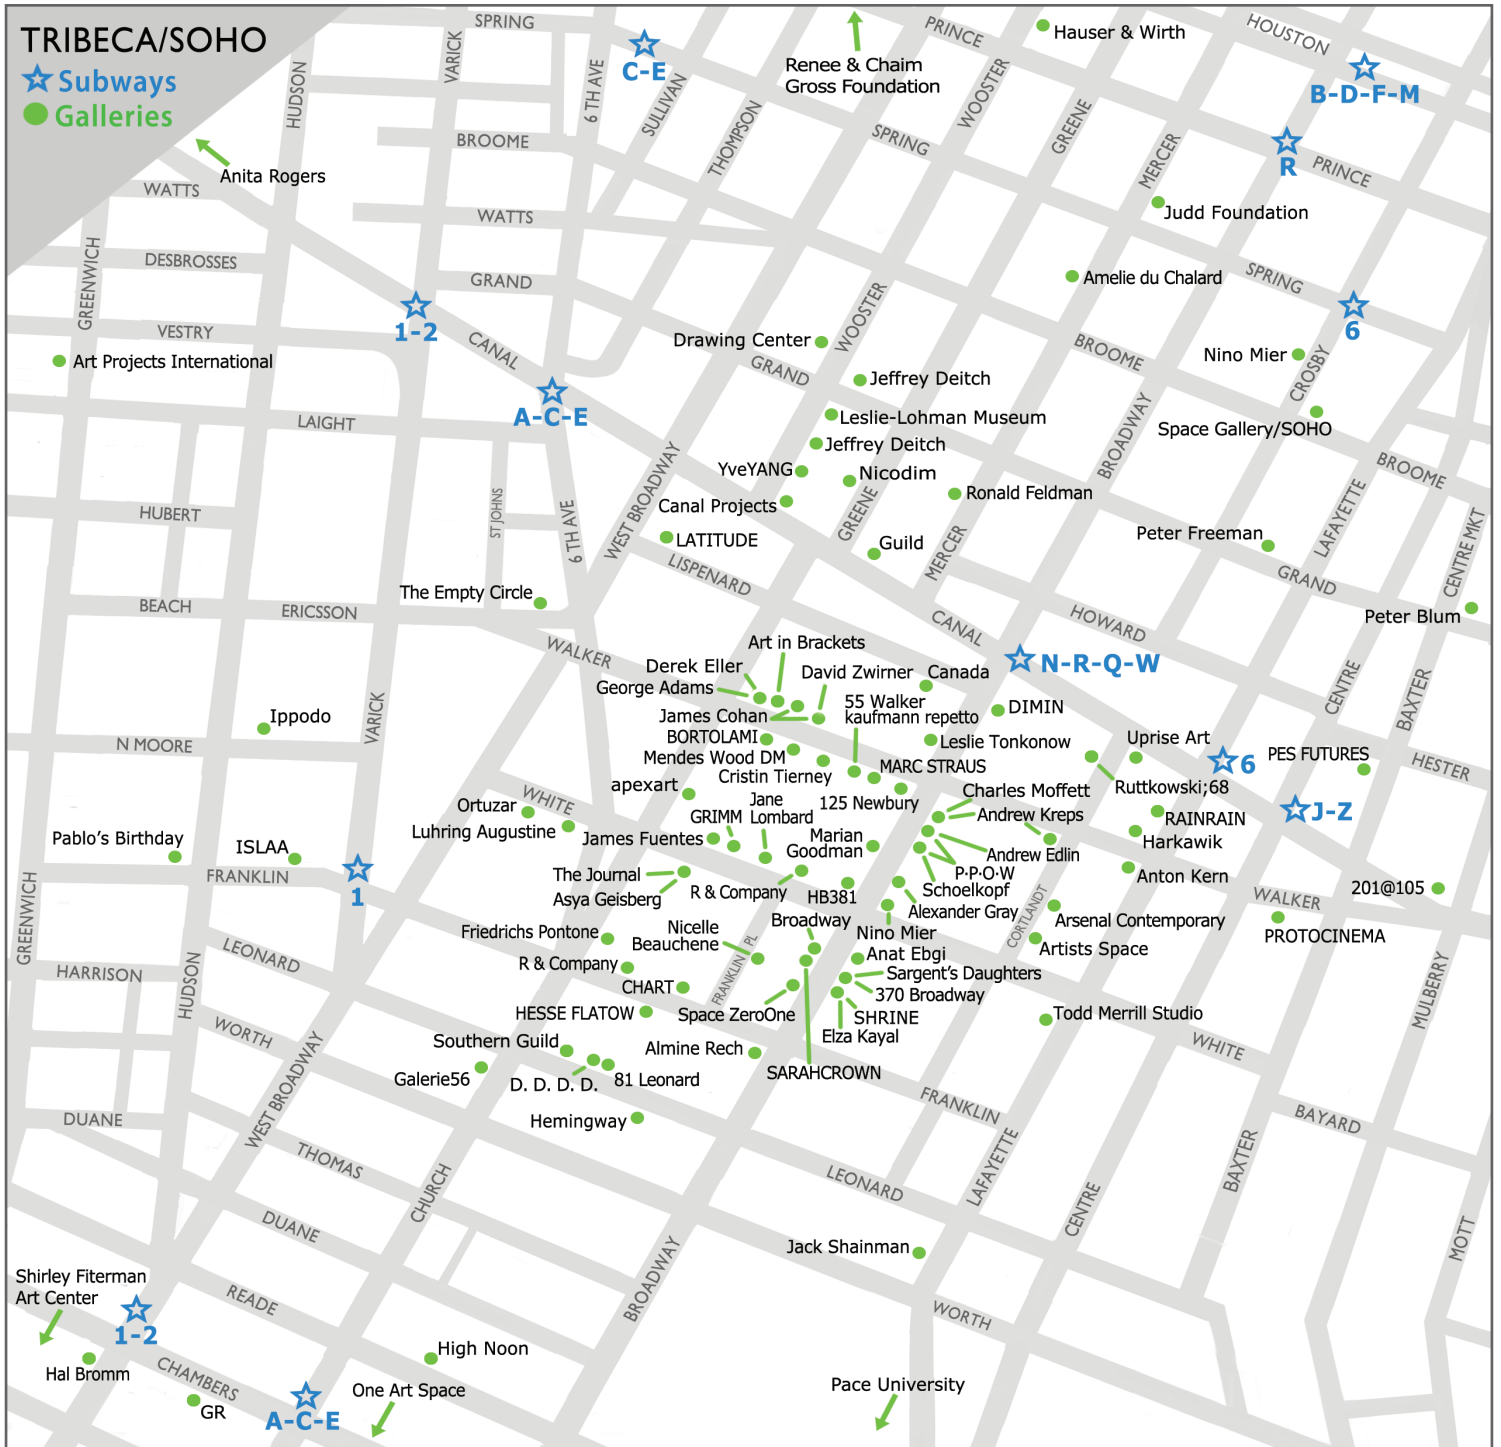 TRIBECA/SOHO
Subways
Galleries
SPRING
VARICK
HUDSON
6 TH AVE
C-E
SULLIVAN
THOMPSON
Renee & Chaim
Gross Foundation
PRINCE
WOOSTER
Hauser & Wirth
HOUSTON
B-D-F-M
GREENE
SPRING
MERCER
R
PRINCE
BROOME
Anita Rogers
WATTS
WATTS
Judd Foundation
DESBROSSES
GREENWICH
GRAND
Amelie du Chalard
SPRING
6
1-2
VESTRY
CANAL
Art Projects International
Drawing Center
WOOSTER
GRAND
Jeffrey Deitch
BROOME
Nino Mier
CROSBY
A-C-E
LAIGHT
Leslie-Lohman Museum
Jeffrey Deitch
BROADWAY
Space Gallery/SOHO
YveYANG
Nicodim
BROOME
WEST BROADWAY
Canal Projects
GREENE
Ronald Feldman
LAFAYETTE
CENTRE MKT
HUBERT
ST JOHNS
6 TH AVE
LATITUDE
Guild
MERCER
Peter Freeman
LISPENARD
GRAND
The Empty Circle
BEACH
ERICSSON
CANAL
HOWARD
Peter Blum
WALKER
Art in Brackets
Derek Eller
George Adams
David Zwirner
Canada
N-R-Q-W
CENTRE
BAXTER
VARICK
Ippodo
James Cohan
55 Walker
kaufmann repetto
DIMIN
BORTOLAMI
Leslie Tonkonow
Uprise Art
N MOORE
Mendes Wood DM
Cristin Tierney
MARC STRAUS
6
PES FUTURES
HESTER
apexart
Ruttkowski;68
WHITE
Ortuzar
Luhring Augustine
GRIMM
Jane
Lombard
125 Newbury
Charles Moffett
Andrew Kreps
RAINRAIN
J-Z
Pablo's Birthday
ISLAA
James Fuentes
Marian
Goodman
Andrew Edlin
Harkawik
FRANKLIN
1
The Journal
Asya Geisberg
R & Company
HB381
P·P·O·W
Schoelkopf
Anton Kern
WALKER
201@105
GREENWICH
Alexander Gray
CORTLANDT
Arsenal Contemporary
PROTOCINEMA
Friedrichs Pontone
Nicelle
Beauchene
Broadway
Nino Mier
Artists Space
LEONARD
R & Company
FRANKLIN PL
Anat Ebgi
Sargent's Daughters
HARRISON
HUDSON
CHART
370 Broadway
MULBERRY
HESSE FLATOW
Space ZeroOne
SHRINE
Elza Kayal
Todd Merrill Studio
WORTH
Southern Guild
Almine Rech
SARAHCROWN
WHITE
Galerie56
D. D. D. D.
81 Leonard
WEST BROADWAY
DUANE
Hemingway
FRANKLIN
BAYARD
THOMAS
CHURCH
LEONARD
LAFAYETTE
CENTRE
BAXTER
MOTT
DUANE
Jack Shainman
BROADWAY
Shirley Fiterman
Art Center
READE
WORTH
1-2
Hal Bromm
CHAMBERS
High Noon
One Art Space
GR
A-C-E
Pace University